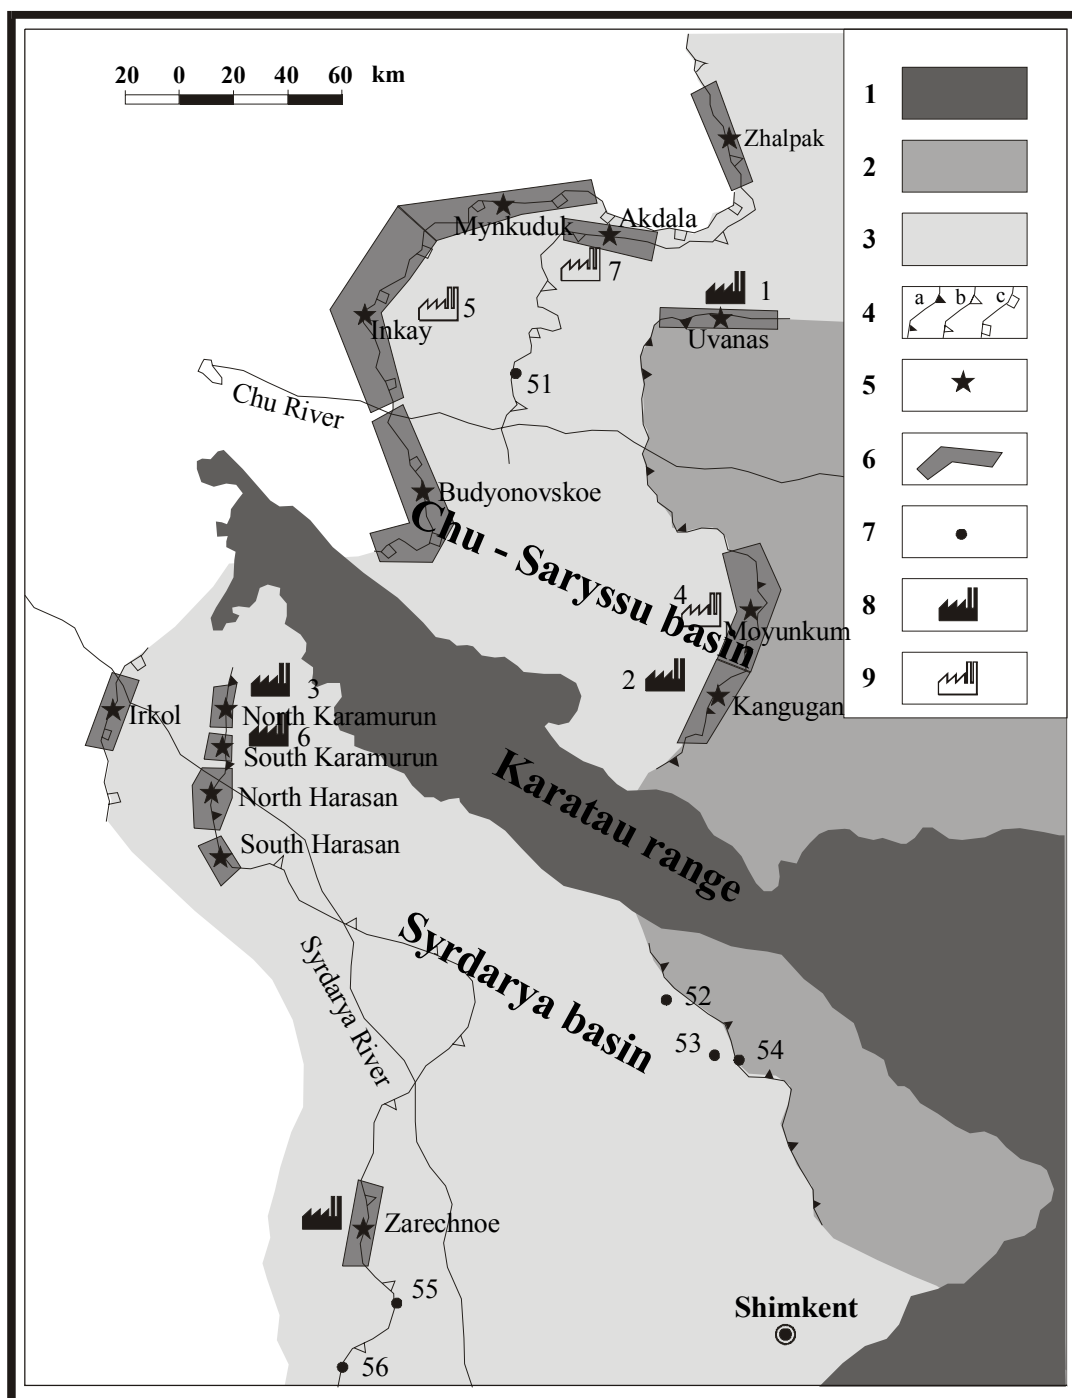 20 0 20 40 60 km
1
2
3
4 a b c
5
6
7
8
9
Zhalpak
Mynkuduk
Akdala
7
1
5
Inkay
Uvanas
51
Chu River
Budyonovskoe
Chu - Saryssu basin
4
Moyunkum
2
Kangugan
Irkol
3
North Karamurun
6
South Karamurun
North Harasan
South Harasan
Karatau range
Syrdarya basin
Syrdarya River
52
53
54
Zarechnoe
55
Shimkent
56